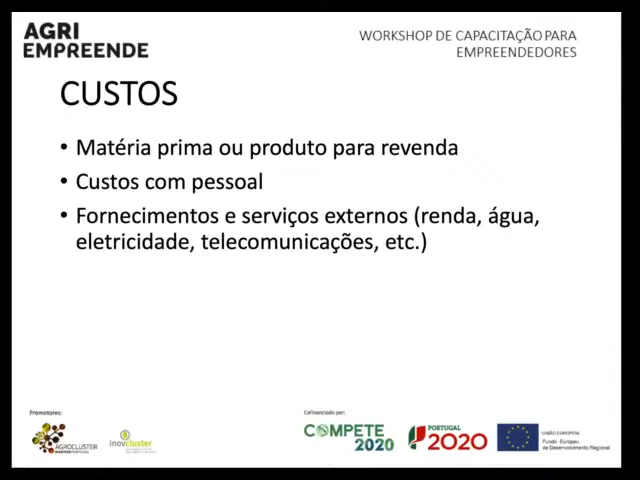 AGRI
EMPREENDE
WORKSHOP DE CAPACITAÇÃO PARA
EMPREENDEDORES
CUSTOS
• Matéria prima ou produto para revenda
• Custos com pessoal
• Fornecimentos e serviços externos (renda, água,
eletricidade, telecomunicações, etc.)
Promotores:
AGROCLUSTER
inovcluster
Cofinanciado por:
COMPETE
2020
PORTUGAL
2020
UNIÃO EUROPEIA
Fundo Europeu
de Desenvolvimento Regional